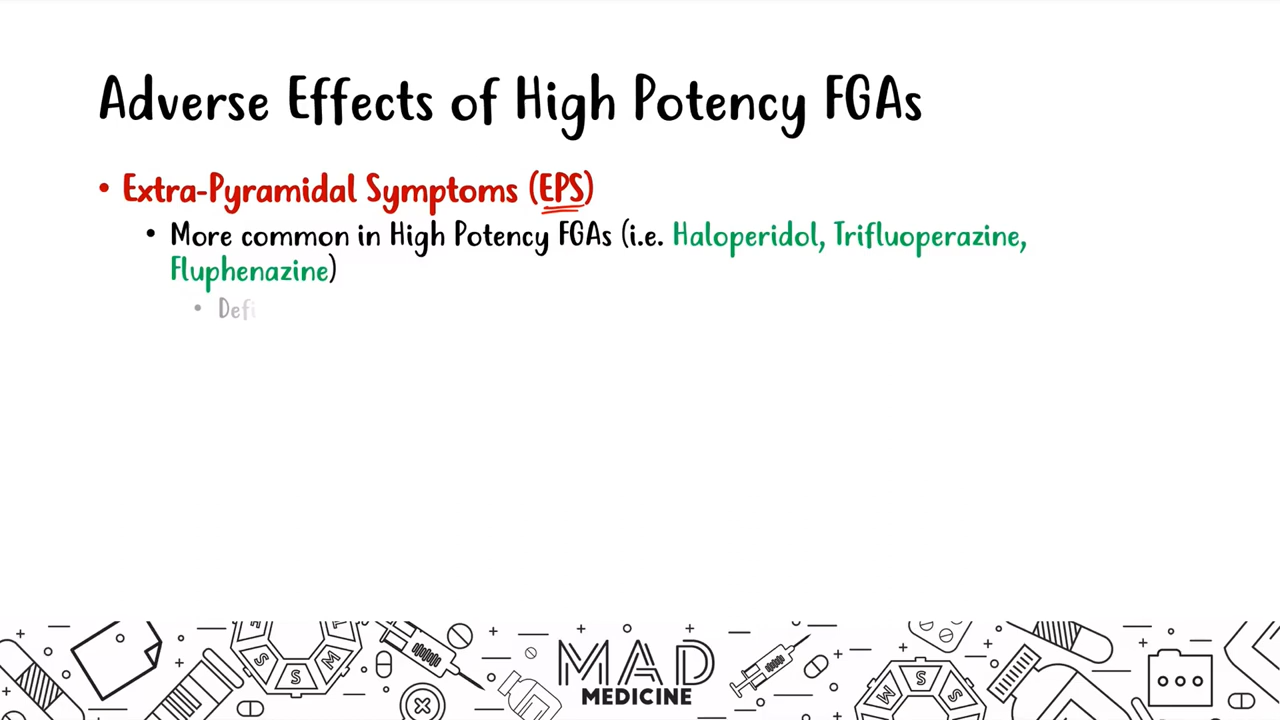 Adverse Effects of High Potency FGAs
• Extra-Pyramidal Symptoms (EPS)
• More common in High Potency FGAs (i.e. Haloperidol, Trifluoperazine,
Fluphenazine)
• Defi
MAD
MEDICINE